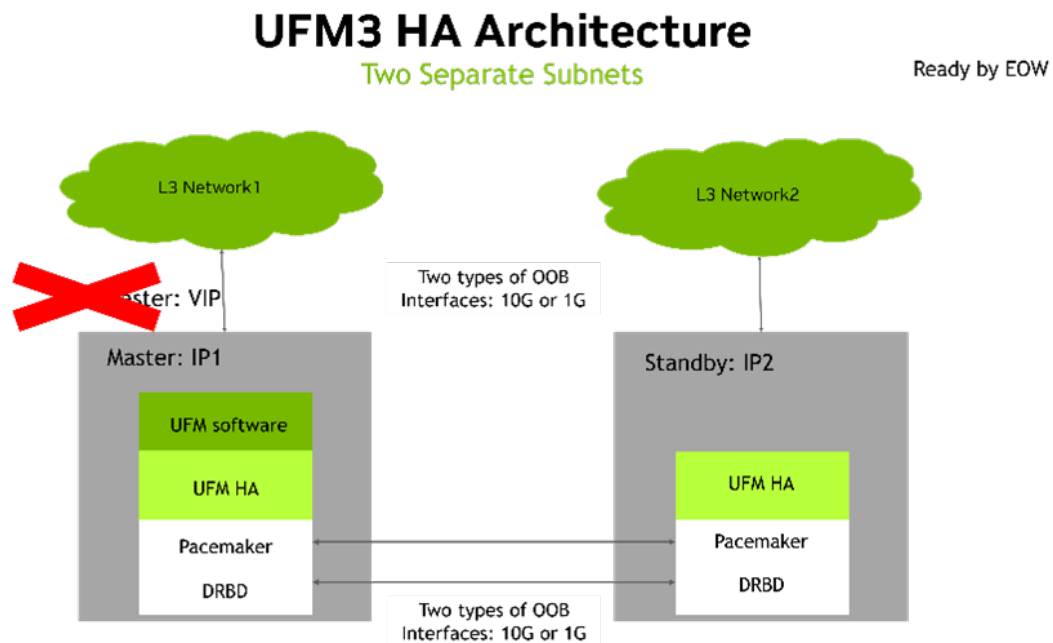 UFM3 HA Architecture
Two Separate Subnets
Ready by EOW
L3 Network1
L3 Network2
Two types of OOB
Interfaces: 10G or 1G
VIP
Master: IP1
Standby: IP2
UFM software
UFM HA
Pacemaker
DRBD
UFM HA
Pacemaker
DRBD
Two types of OOB
Interfaces: 10G or 1G